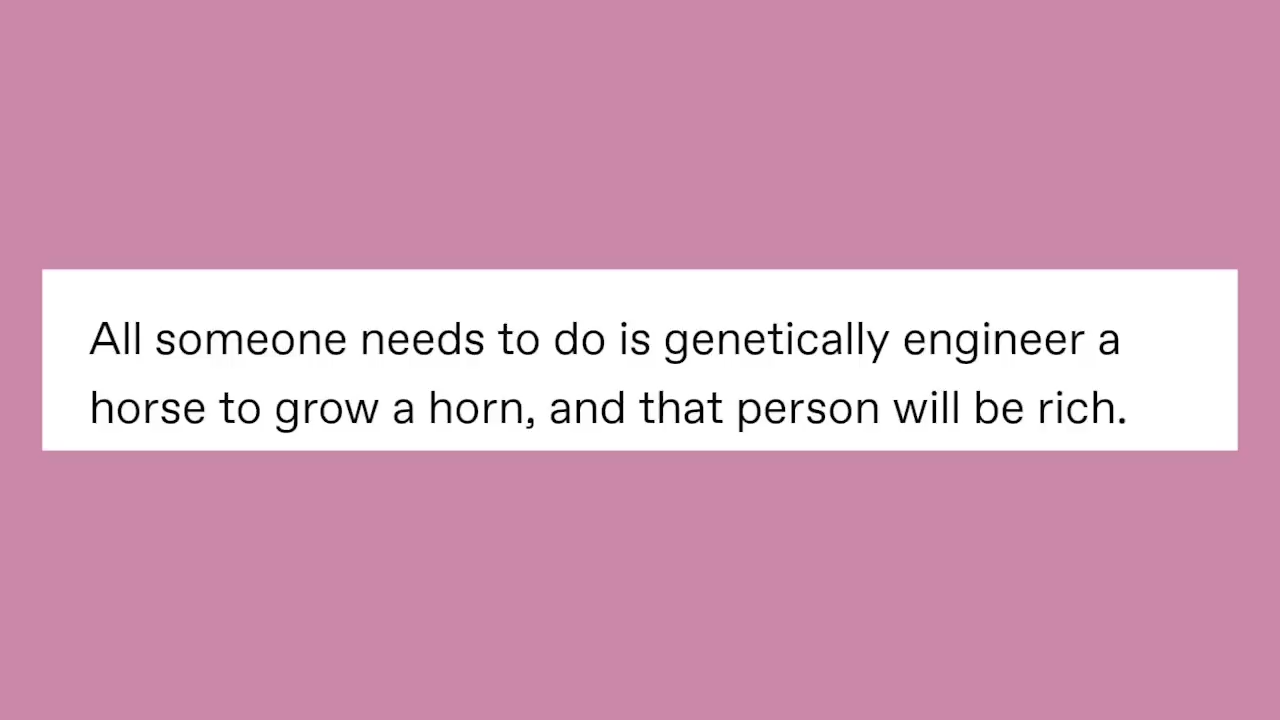 All someone needs to do is genetically engineer a
horse to grow a horn, and that person will be rich.